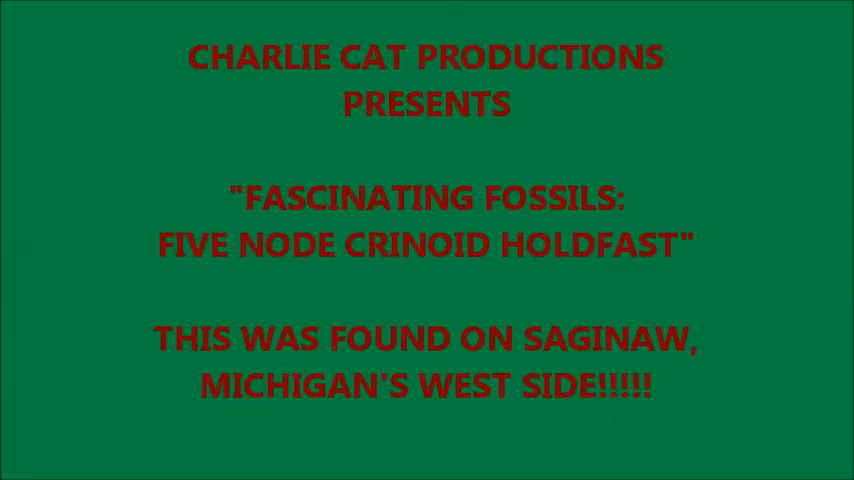 CHARLIE CAT PRODUCTIONS
PRESENTS
"FASCINATING FOSSILS:
FIVE NODE CRINOID HOLDFAST"
THIS WAS FOUND ON SAGINAW,
MICHIGAN'S WEST SIDE!!!!!